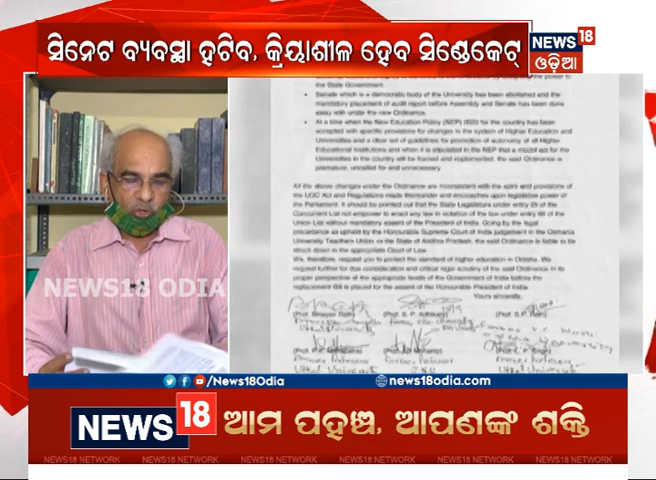 ସିନେଟ ବ୍ୟବସ୍ଥା ହଟିବ, କ୍ରିୟାଶୀଳ ହେବ ସିଣ୍ଡେକେଟ୍
NEWS 18
ଓଡ଼ିଆ
the State Government.
Senate which is a democratic body of the University has been abolished and the
mandatory placement of audit report before Assembly and Senate has been done
away with under the new Ordinance.
At a time when the New Education Policy (NEP) 2020 for the country has been
accepted with specific provisions for changes in the system of Higher Education and
Universities and a clear set of guidelines for promotion of autonomy of all Higher
Educational Institutions and when it is stipulated in the NEP that a model act for the
Universities in the country will be framed and implemented, the said Ordinance is
premature, uncalled for and unnecessary.
All the above changes under the Ordinance are inconsistent with the spirit and provisions of
the UGC Act and Regulations made thereunder and encroaches upon legislative power of
the Parliament. It should be pointed out that the State Legislature under entry 25 of the
Concurrent List not empower to enact any law in violation of the law under entry 66 of the
Union List without mandatory assent of the President of India. Going by the legal
precedence as upheld by the Honourable Supreme Court of India judgement in the Osmania
University Teachers Union vs the State of Andhra Pradesh, the said Ordinance is liable to be
struck down in the appropriate Court of Law.
We, therefore, request you to protect the standard of higher education in Odisha. We
request further for due consideration and critical legal scrutiny of the said Ordinance in its
proper perspective at the appropriate levels of the Government of India before the
replacement Bill is placed for the assent of the Honourable President of India.
Yours sincerely,
NEWS18 ODIA
/News18Odia
news18odia.com
NEWS 18 ଆମ ପହଞ୍ଚ, ଆପଣଙ୍କ ଶକ୍ତି
NEWS18 NETWORK NEWS18 NETWORK NEWS18 NETWORK NEWS18 NETWORK NEWS18 NETWORK NEWS18 NETWORK